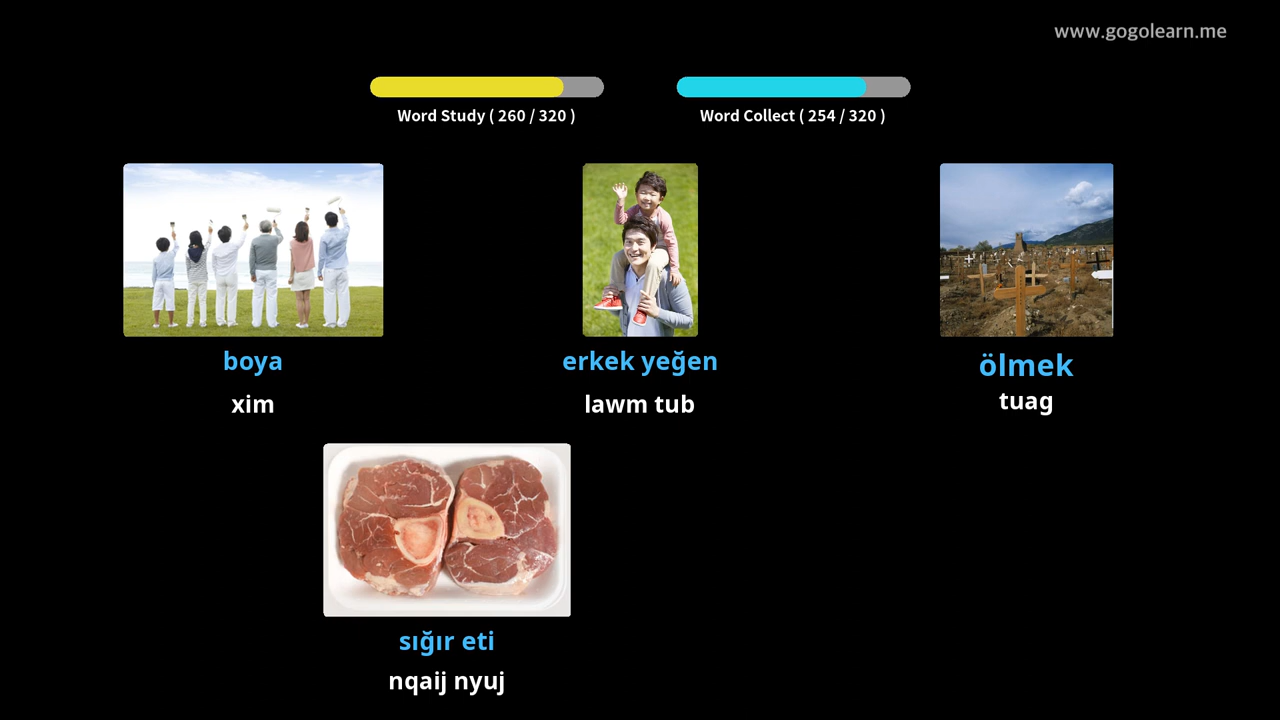 www.gogolearn.me
Word Study ( 260 / 320 )
Word Collect ( 254 / 320 )
boya
erkek yeğen
ölmek
xim
lawm tub
tuag
sığır eti
nqaij nyuj